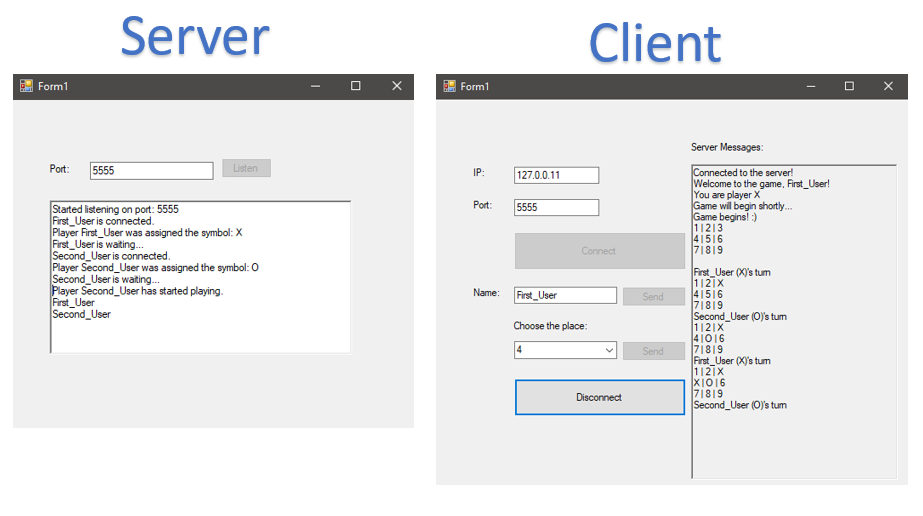 Server
Client
Form1
Port:
5555
Listen
Started listening on port: 5555
First_User is connected.
Player First_User was assigned the symbol: X
First_User is waiting...
Second_User is connected.
Player Second_User was assigned the symbol: O
Second_User is waiting...
Player Second_User has started playing.
First_User
Second_User
Form1
IP:
127.0.0.11
Port:
5555
Connect
Name:
First_User
Send
Choose the place:
4
Send
Disconnect
Server Messages:
Connected to the server!
Welcome to the game, First_User!
You are player X
Game will begin shortly...
Game begins! :)
1 | 2 | 3
4 | 5 | 6
7 | 8 | 9
First_User (X)'s turn
1 | 2 | X
4 | 5 | 6
7 | 8 | 9
Second_User (O)'s turn
1 | 2 | X
4 | O | 6
7 | 8 | 9
First_User (X)'s turn
1 | 2 | X
X | O | 6
7 | 8 | 9
Second_User (O)'s turn